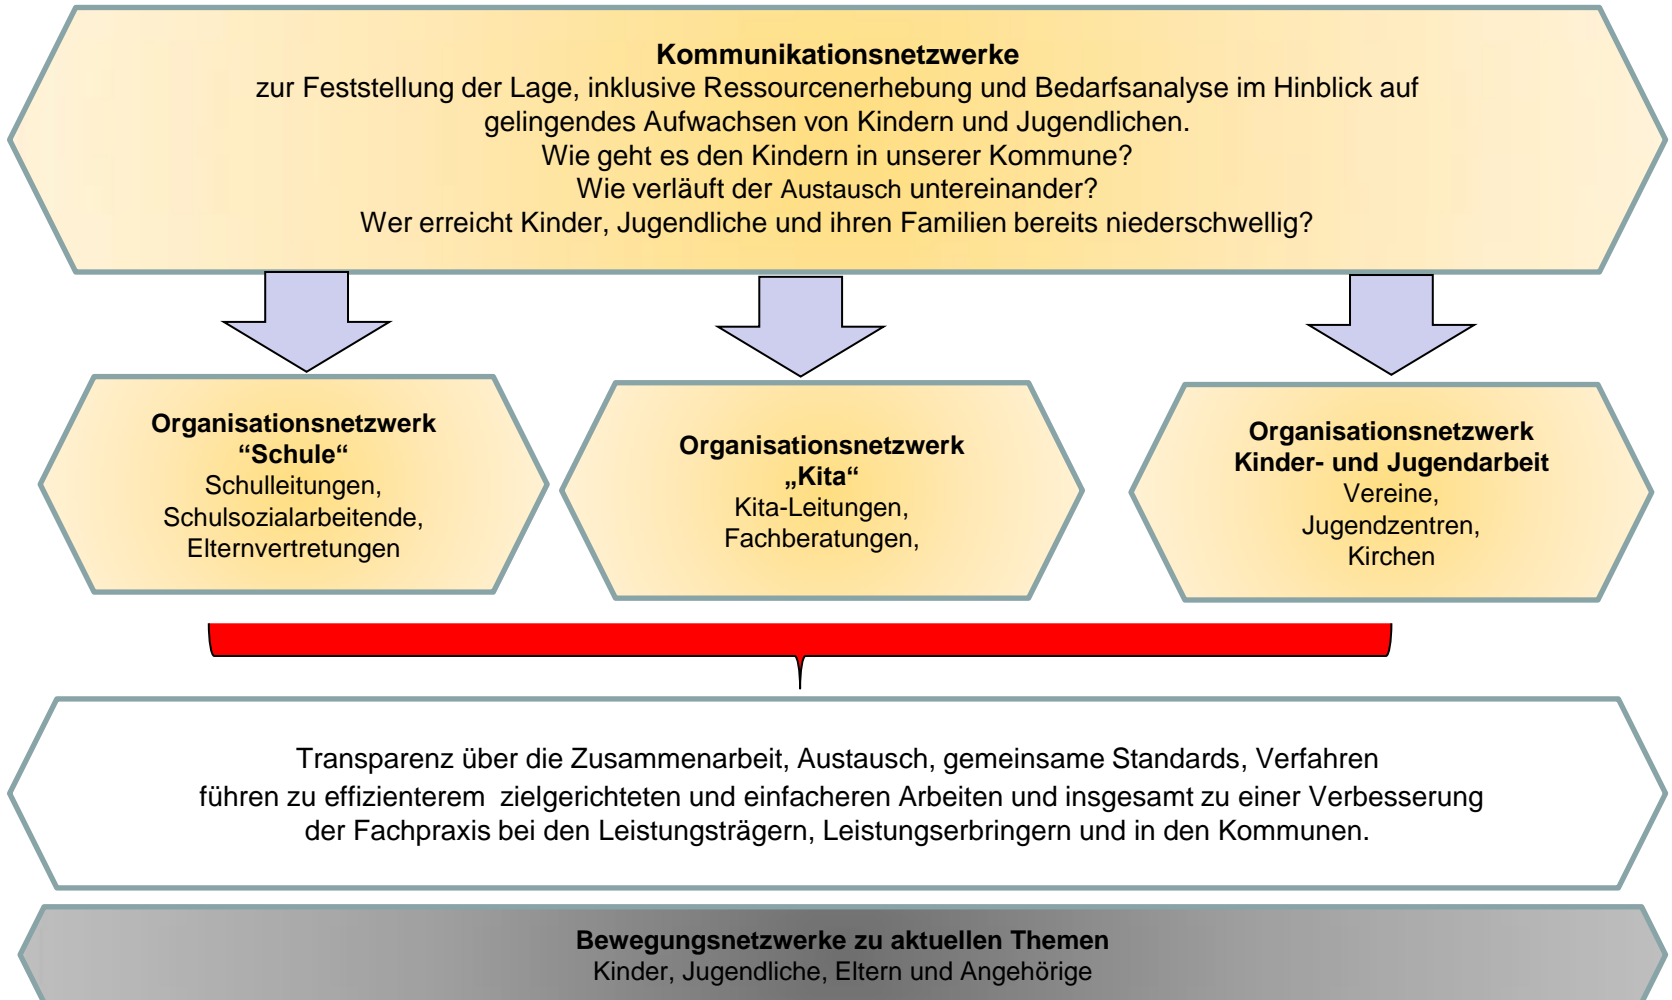 Kommunikationsnetzwerke
zur Feststellung der Lage, inklusive Ressourcenerhebung und Bedarfsanalyse im Hinblick auf
gelingendes Aufwachsen von Kindern und Jugendlichen.
Wie geht es den Kindern in unserer Kommune?
Wie verläuft der Austausch untereinander?
Wer erreicht Kinder, Jugendliche und ihren Familien bereits niederschwellig?
Organisationsnetzwerk
“Schule“
Schulleitungen,
Schulsozialarbeitende,
Elternvertretungen
Organisationsnetzwerk
„Kita“
Kita-Leitungen,
Fachberatungen,
Organisationsnetzwerk
Kinder- und Jugendarbeit
Vereine,
Jugendzentren,
Kirchen
Transparenz über die Zusammenarbeit, Austausch, gemeinsame Standards, Verfahren
führen zu effizienterem  zielgerichteten und einfacheren Arbeiten und insgesamt zu einer Verbesserung
der Fachpraxis bei den Leistungsträgern, Leistungserbringern und in den Kommunen.
Bewegungsnetzwerke zu aktuellen Themen
Kinder, Jugendliche, Eltern und Angehörige